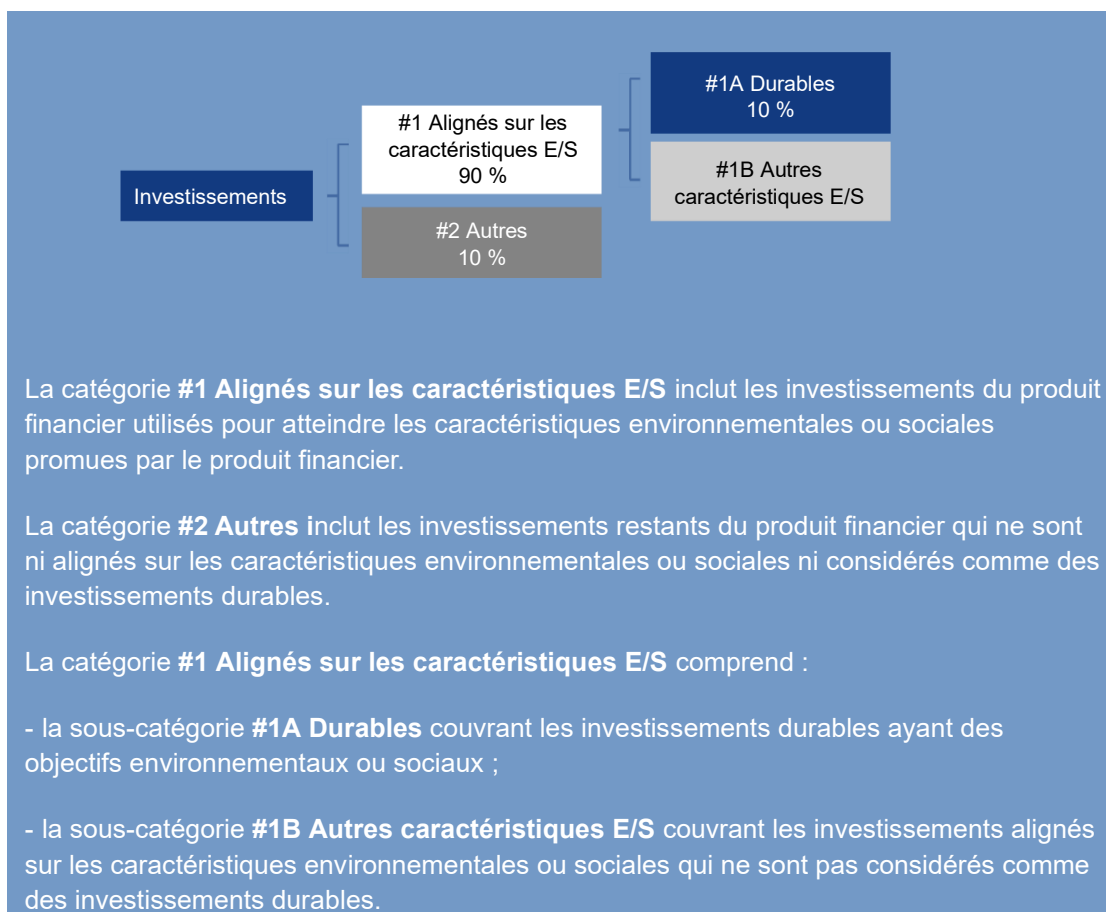 Investissements
#1 Alignés sur les
caractéristiques E/S
90 %
#2 Autres
10 %
#1A Durables
10 %
#1B Autres
caractéristiques E/S
La catégorie #1 Alignés sur les caractéristiques E/S inclut les investissements du produit
financier utilisés pour atteindre les caractéristiques environnementales ou sociales
promues par le produit financier.
La catégorie #2 Autres inclut les investissements restants du produit financier qui ne sont
ni alignés sur les caractéristiques environnementales ou sociales ni considérés comme des
investissements durables.
La catégorie #1 Alignés sur les caractéristiques E/S comprend :
- la sous-catégorie #1A Durables couvrant les investissements durables ayant des
objectifs environnementaux ou sociaux ;
- la sous-catégorie #1B Autres caractéristiques E/S couvrant les investissements alignés
sur les caractéristiques environnementales ou sociales qui ne sont pas considérés comme
des investissements durables.